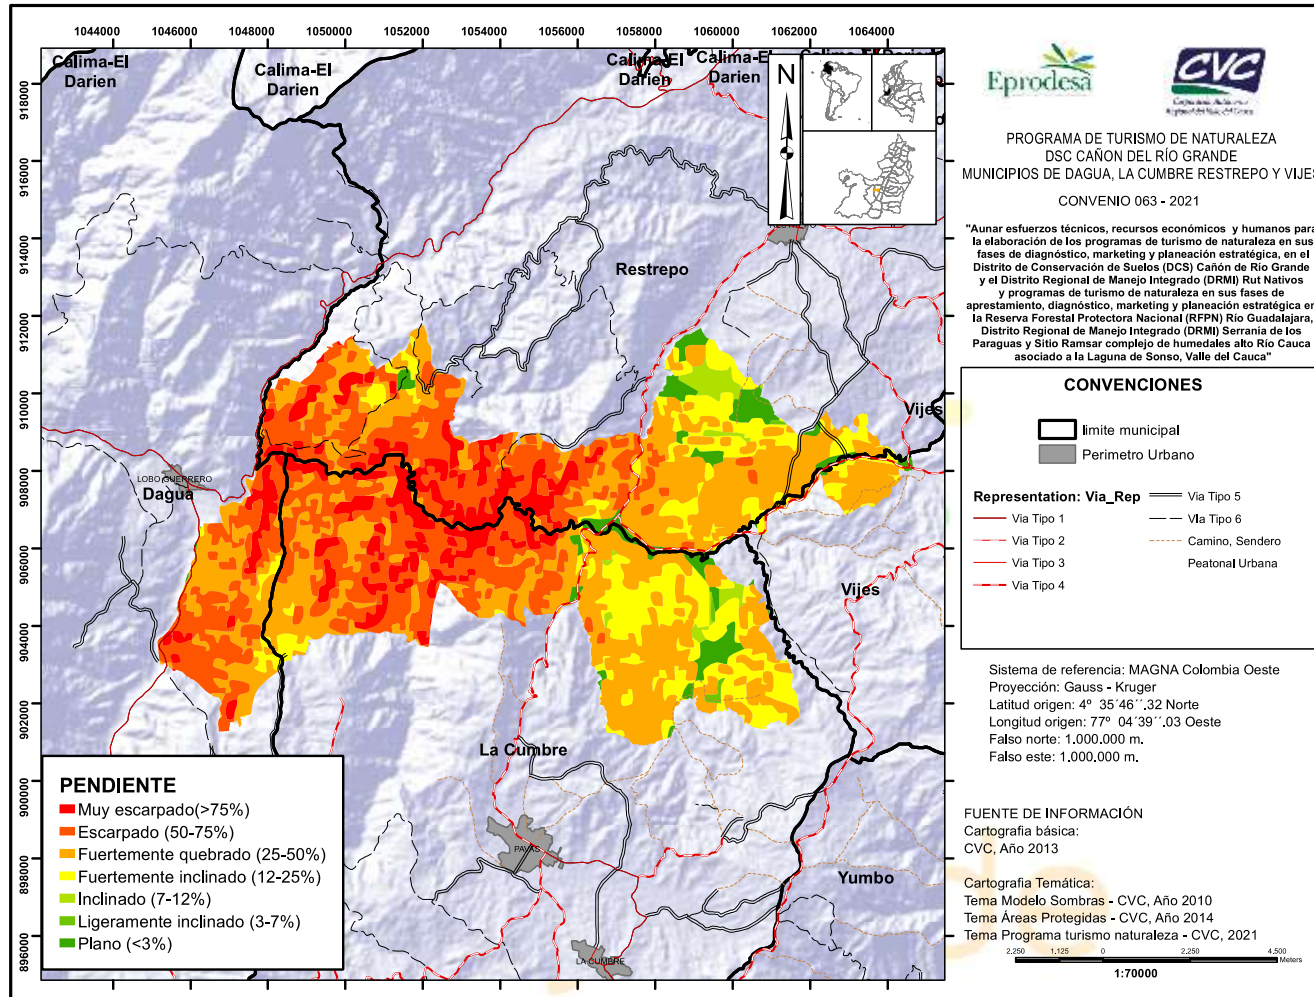 1044000 1046000 1048000 1050000 1052000 1054000 1056000 1058000 1060000 1062000 1064000
918000
916000
914000
912000
910000
908000
906000
904000
902000
900000
898000
896000
Calima-El
Darien
Calima-El
Darien
Calima-El
Darien
Calima-El
Darien
N
Restrepo
Vijes
LOBO GUERRERO
Dagua
Vijes
La Cumbre
PAVAS
Yumbo
LA CUMBRE
PENDIENTE
Muy escarpado(>75%)
Escarpado (50-75%)
Fuertemente quebrado (25-50%)
Fuertemente inclinado (12-25%)
Inclinado (7-12%)
Ligeramente inclinado (3-7%)
Plano (<3%)
Eprodesa
CVC
PROGRAMA DE TURISMO DE NATURALEZA
DSC CAÑON DEL RÍO GRANDE
MUNICIPIOS DE DAGUA, LA CUMBRE RESTREPO Y VIJES
CONVENIO 063 - 2021
"Aunar esfuerzos técnicos, recursos económicos y humanos para
la elaboración de los programas de turismo de naturaleza en sus
fases de diagnóstico, marketing y planeación estratégica, en el
Distrito de Conservación de Suelos (DCS) Cañón de Río Grande
y el Distrito Regional de Manejo Integrado (DRMI) Rut Nativos
y programas de turismo de naturaleza en sus fases de
aprestamiento, diagnóstico, marketing y planeación estratégica en
la Reserva Forestal Protectora Nacional (RFPN) Río Guadalajara,
Distrito Regional de Manejo Integrado (DRMI) Serranía de los
Paraguas y Sitio Ramsar complejo de humedales alto Río Cauca
asociado a la Laguna de Sonso, Valle del Cauca"
CONVENCIONES
limite municipal
Perimetro Urbano
Representation: Via_Rep
Via Tipo 1
Via Tipo 2
Via Tipo 3
Via Tipo 4
Via Tipo 5
VIa Tipo 6
Camino, Sendero
Peatonal Urbana
Sistema de referencia: MAGNA Colombia Oeste
Proyección: Gauss - Kruger
Latitud origen: 4º 35´46´´.32 Norte
Longitud origen: 77º 04´39´´.03 Oeste
Falso norte: 1.000.000 m.
Falso este: 1.000.000 m.
FUENTE DE INFORMACIÓN
Cartografia básica:
CVC, Año 2013
Cartografia Temática:
Tema Modelo Sombras - CVC, Año 2010
Tema Áreas Protegidas - CVC, Año 2014
Tema Programa turismo naturaleza - CVC, 2021
2.250 1.125 0 2.250 4.500
Meters
1:70000